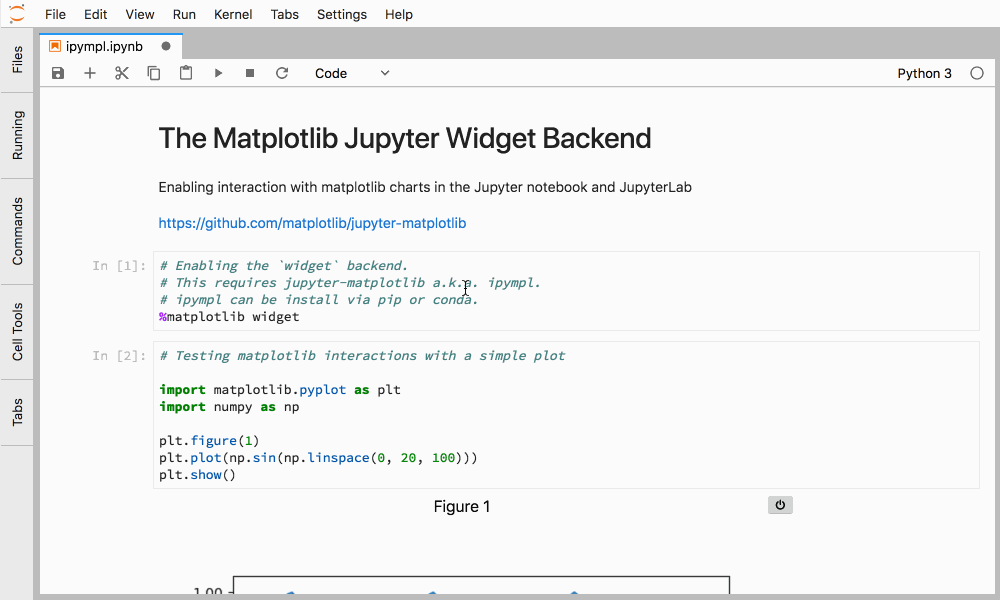 File Edit View Run Kernel Tabs Settings Help
Files
Running
Commands
Cell Tools
Tabs
ipympl.ipynb
Code
Python 3
The Matplotlib Jupyter Widget Backend
Enabling interaction with matplotlib charts in the Jupyter notebook and JupyterLab
https://github.com/matplotlib/jupyter-matplotlib
In [1]:
# Enabling the `widget` backend.
# This requires jupyter-matplotlib a.k.a. ipympl.
# ipympl can be install via pip or conda.
%matplotlib widget
In [2]:
# Testing matplotlib interactions with a simple plot
import matplotlib.pyplot as plt
import numpy as np
plt.figure(1)
plt.plot(np.sin(np.linspace(0, 20, 100)))
plt.show()
Figure 1
1.00